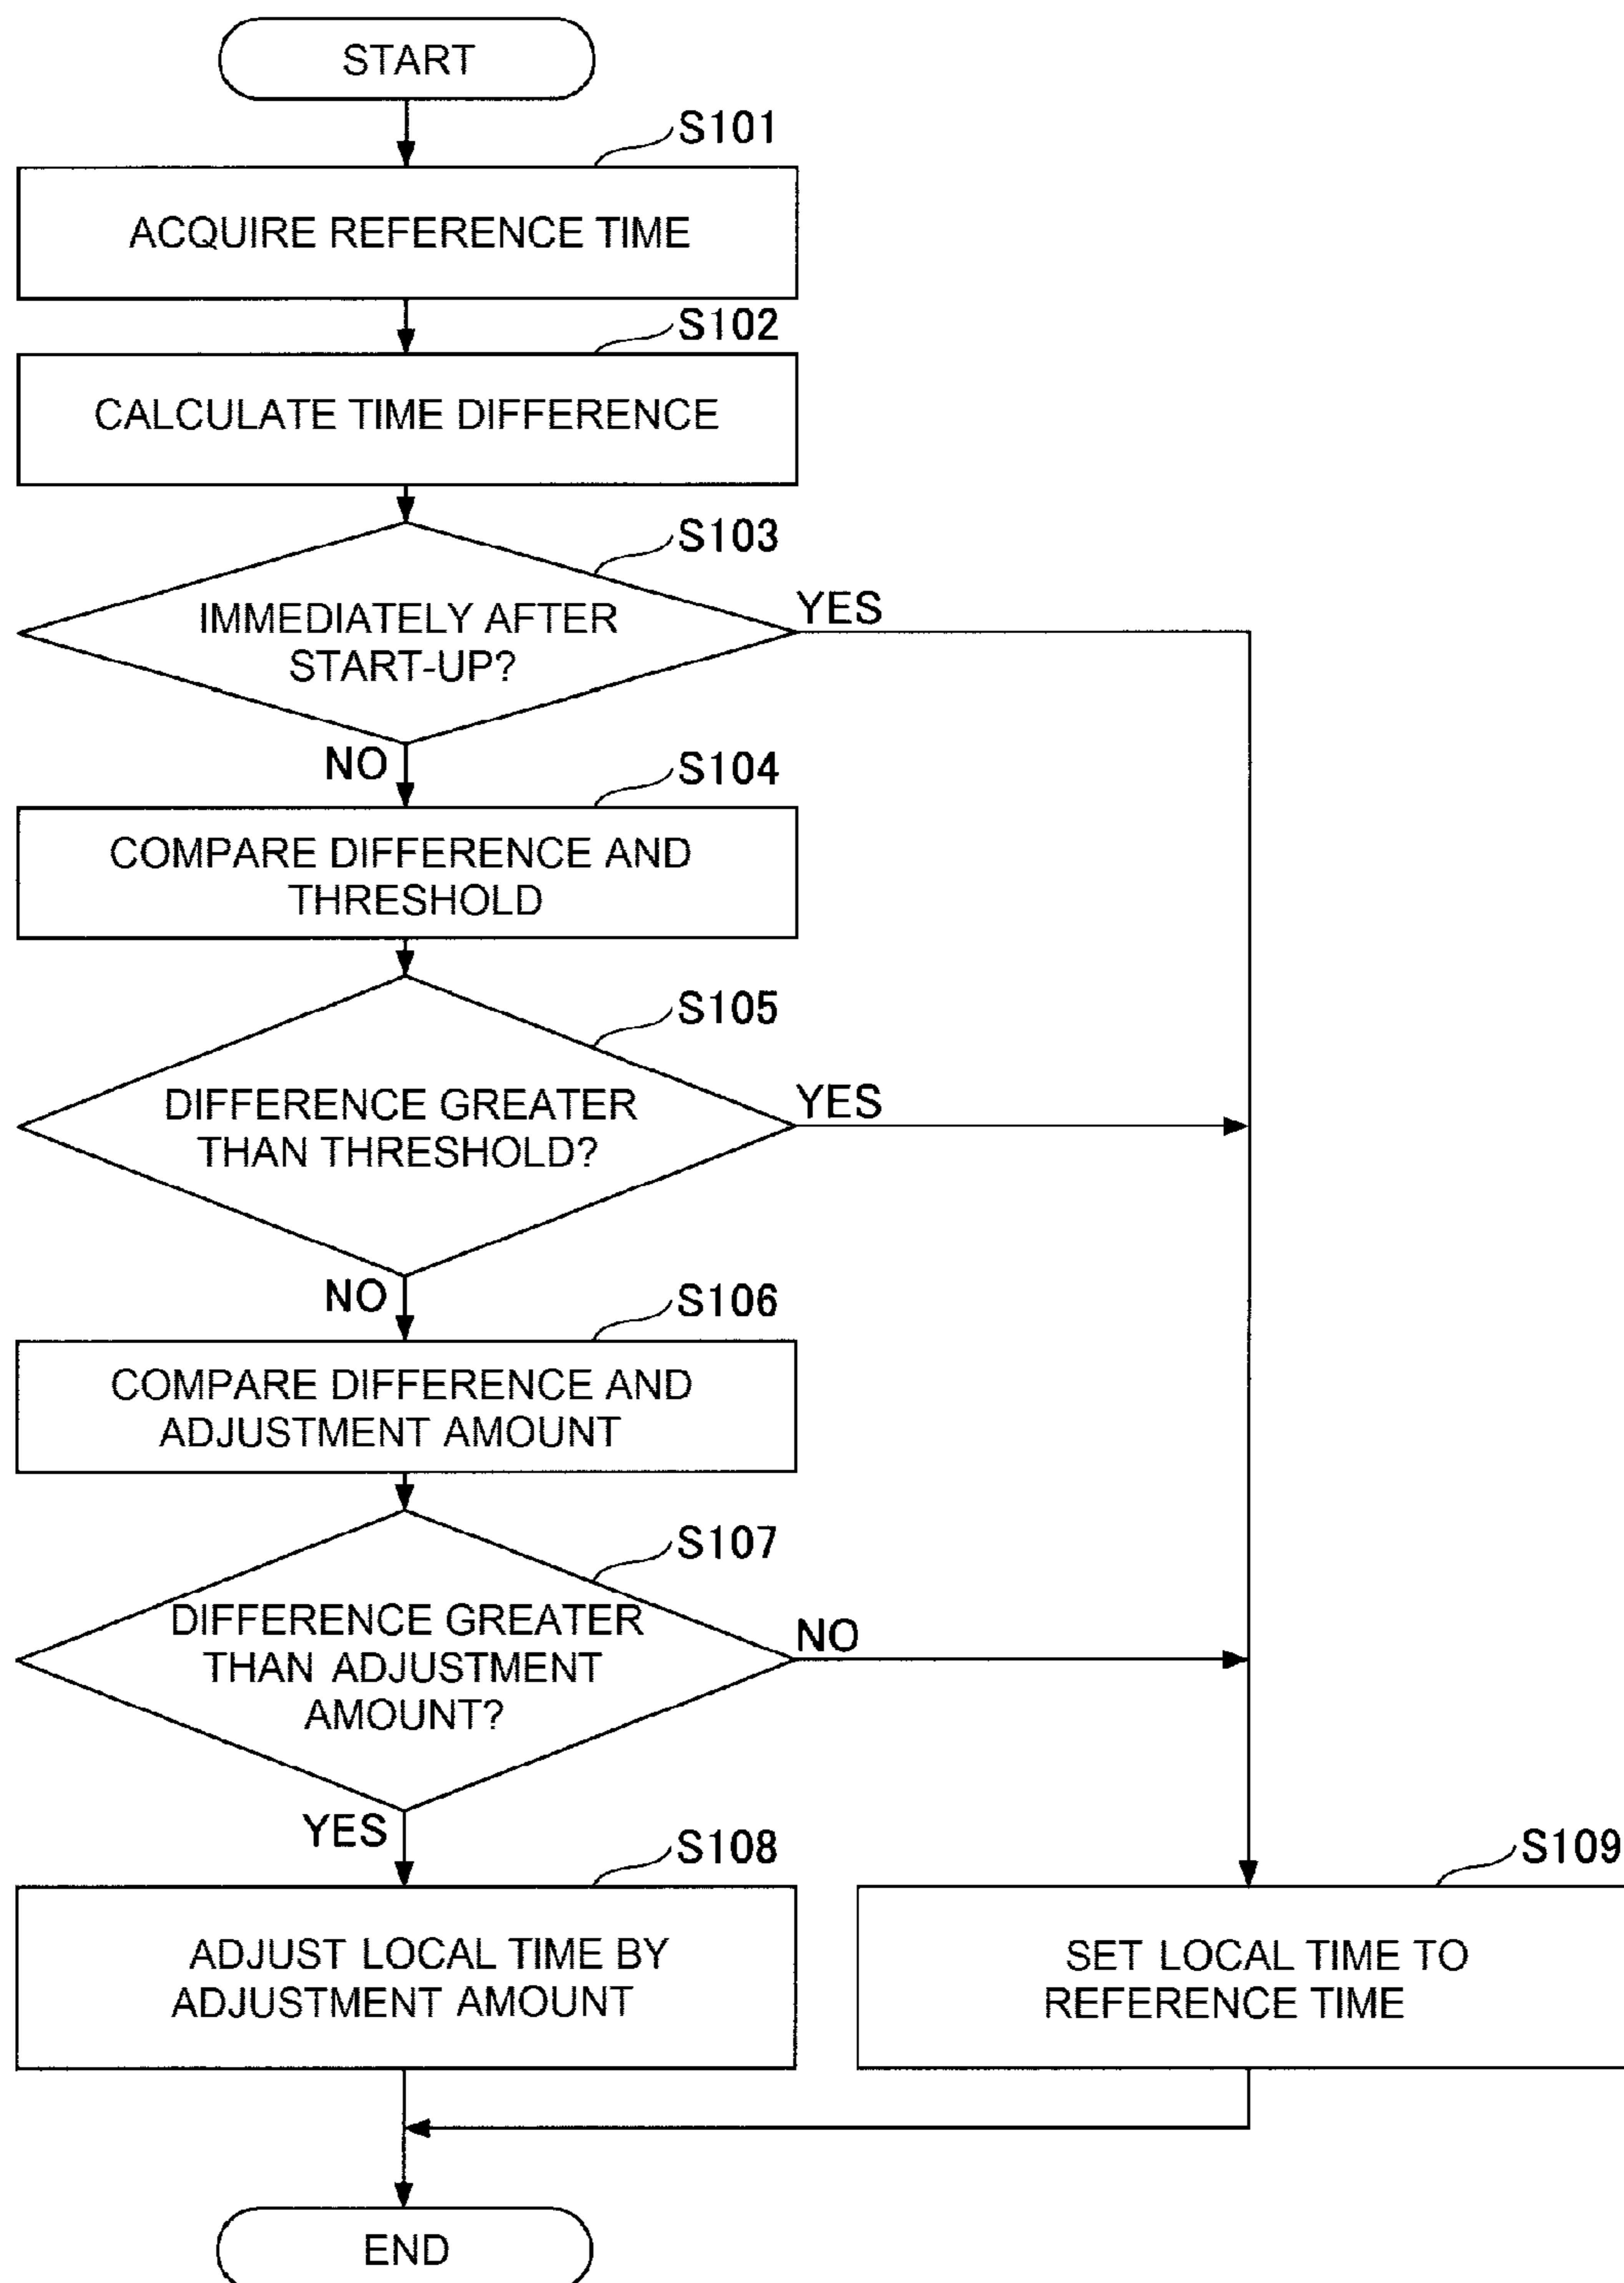 START
S101
ACQUIRE REFERENCE TIME
S102
CALCULATE TIME DIFFERENCE
S103
IMMEDIATELY AFTER
START-UP?
YES
NO
S104
COMPARE DIFFERENCE AND
THRESHOLD
S105
DIFFERENCE GREATER
THAN THRESHOLD?
YES
NO
S106
COMPARE DIFFERENCE AND
ADJUSTMENT AMOUNT
S107
DIFFERENCE GREATER
THAN ADJUSTMENT
AMOUNT?
NO
YES
S108
ADJUST LOCAL TIME BY
ADJUSTMENT AMOUNT
S109
SET LOCAL TIME TO
REFERENCE TIME
END